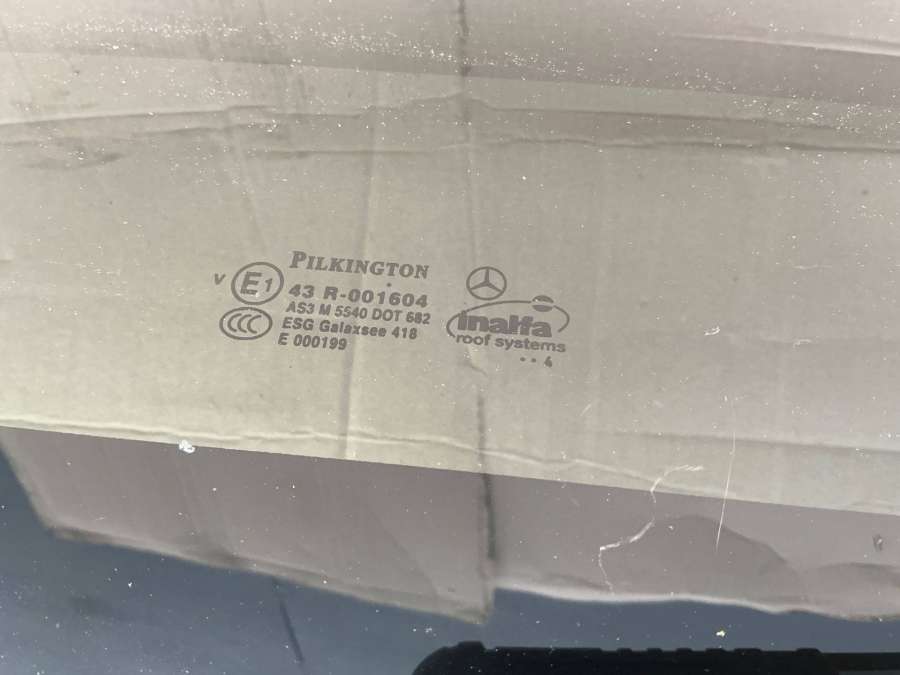 PILKINGTON
V E1 43 R-001604
AS3 M 5540 DOT 682
CCC ESG Galaxsee 418
E 000199
inalfa
roof systems
•• 4